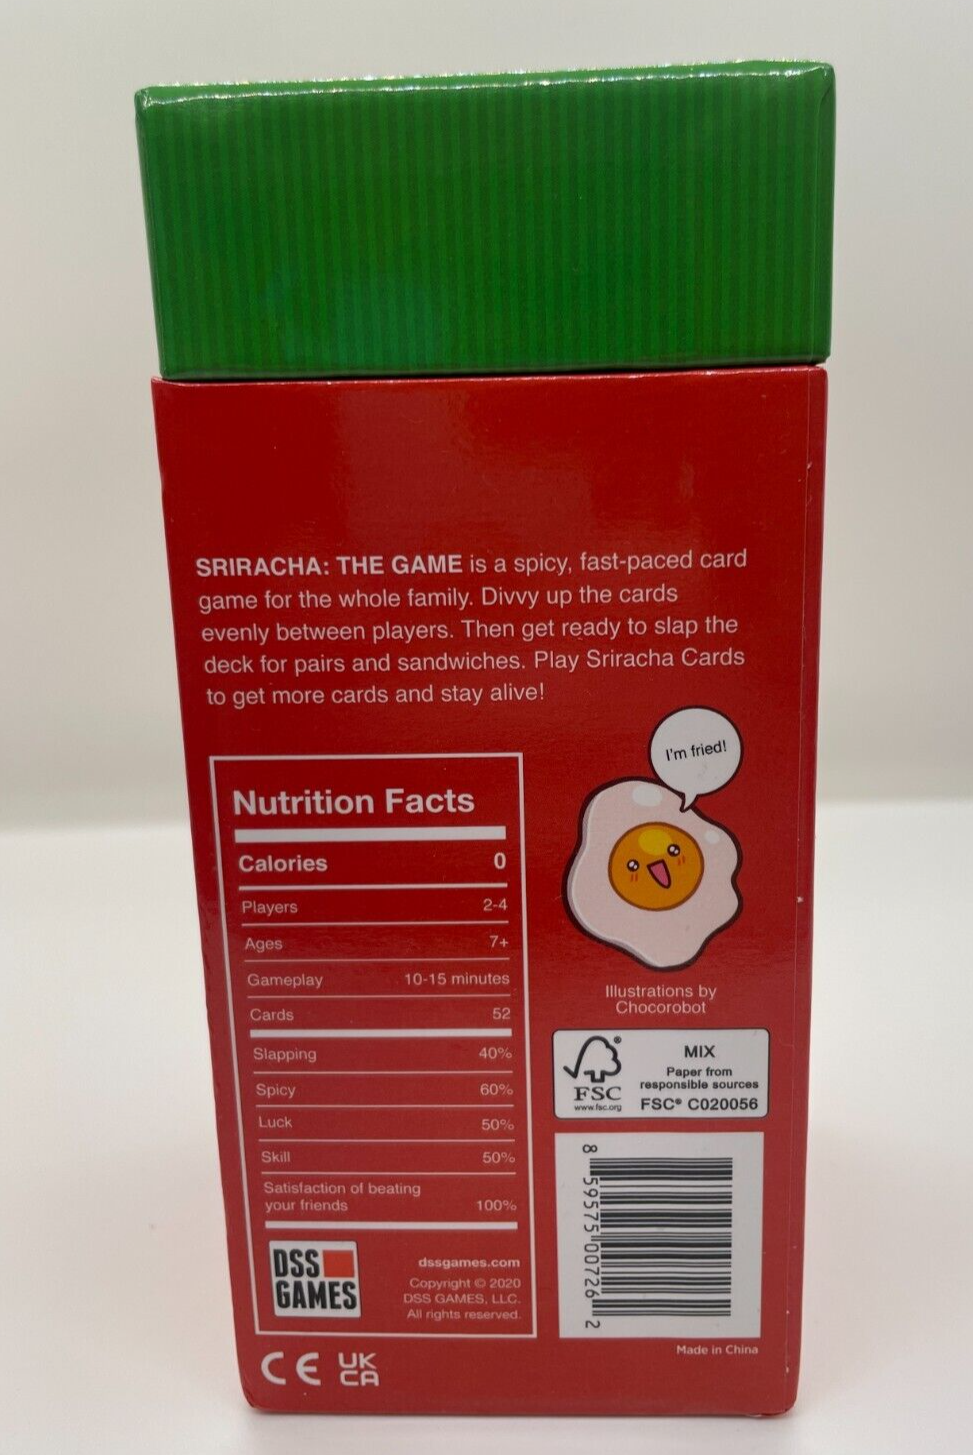 SRIRACHA: THE GAME is a spicy, fast-paced card
game for the whole family. Divvy up the cards
evenly between players. Then get ready to slap the
deck for pairs and sandwiches. Play Sriracha Cards
to get more cards and stay alive!
I'm fried!
Nutrition Facts
Calories 0
Players 2-4
Ages 7+
Gameplay 10-15 minutes
Cards 52
Slapping 40%
Spicy 60%
Luck 50%
Skill 50%
Satisfaction of beating
your friends 100%
DSS
GAMES
dssgames.com
Copyright © 2020
DSS GAMES, LLC.
All rights reserved.
Illustrations by
Chocorobot
FSC®
www.fsc.org
MIX
Paper from
responsible sources
FSC® C020056
8 59575 00726 2
Made in China
CE
UK
CA